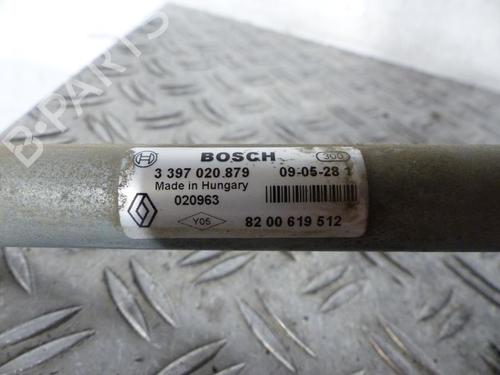 BOSCH 300
3 397 020.879 09-05-28 1
Made in Hungary
020963
Y05 82 00 619 512
B-PARTS